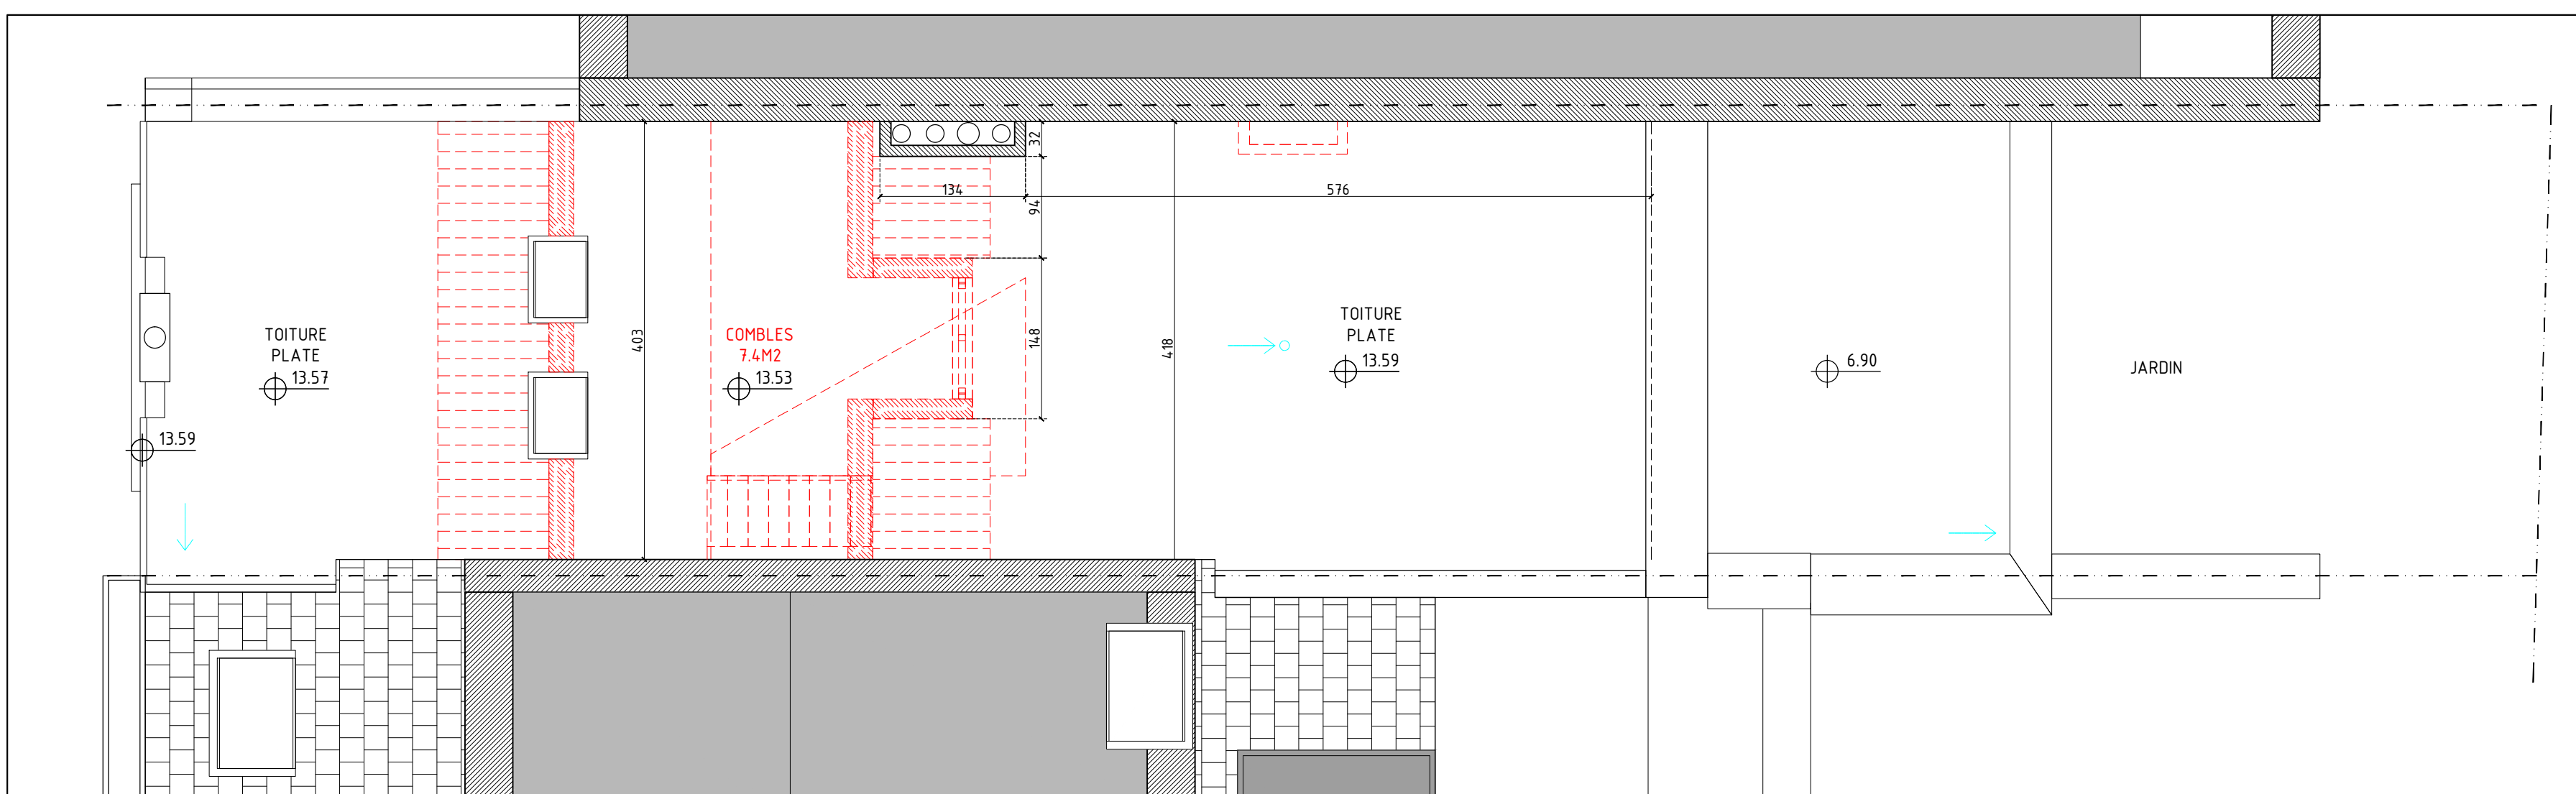 32
134
576
94
TOITURE
PLATE
13.57
403
COMBLES
7.4M2
13.53
148
418
TOITURE
PLATE
13.59
6.90
JARDIN
13.59